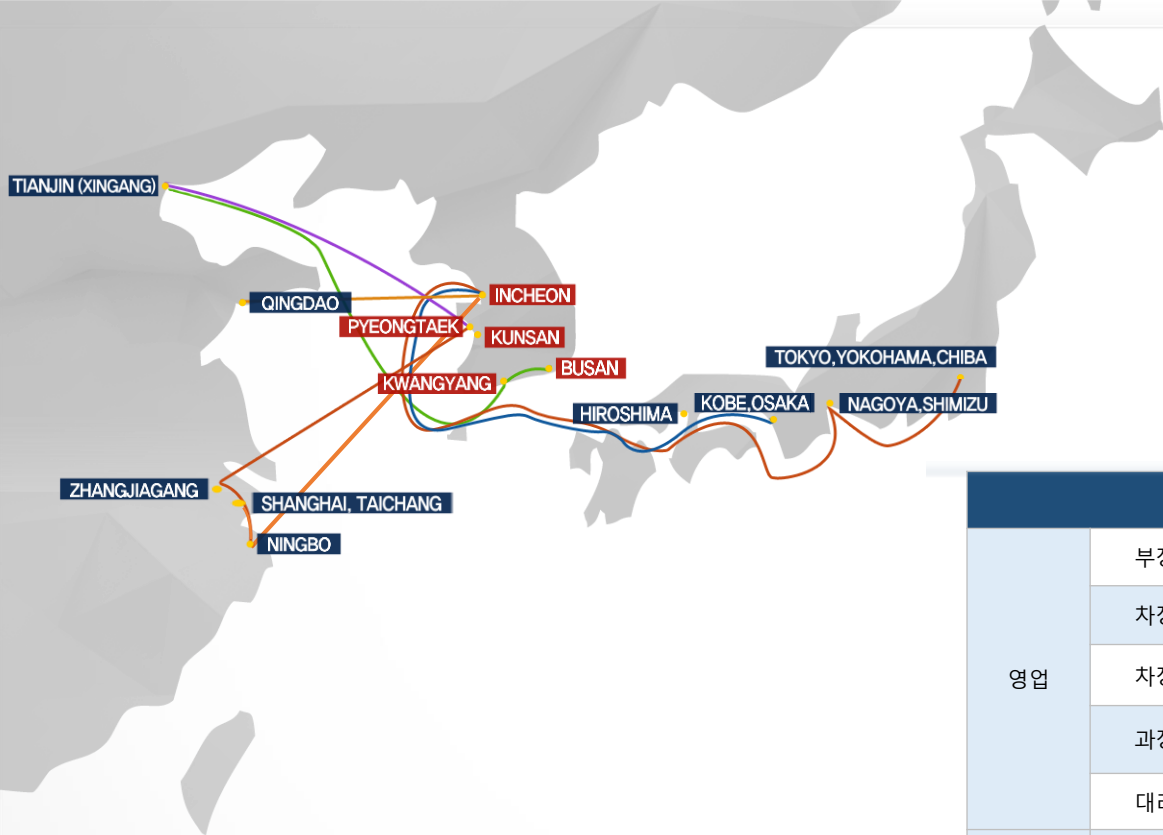 TIANJIN (XINGANG)
QINGDAO
INCHEON
PYEONGTAEK
KUNSAN
BUSAN
KWANGYANG
TOKYO,YOKOHAMA,CHIBA
HIROSHIMA
KOBE,OSAKA
NAGOYA,SHIMIZU
ZHANGJIAGANG
SHANGHAI, TAICHANG
NINGBO
영업